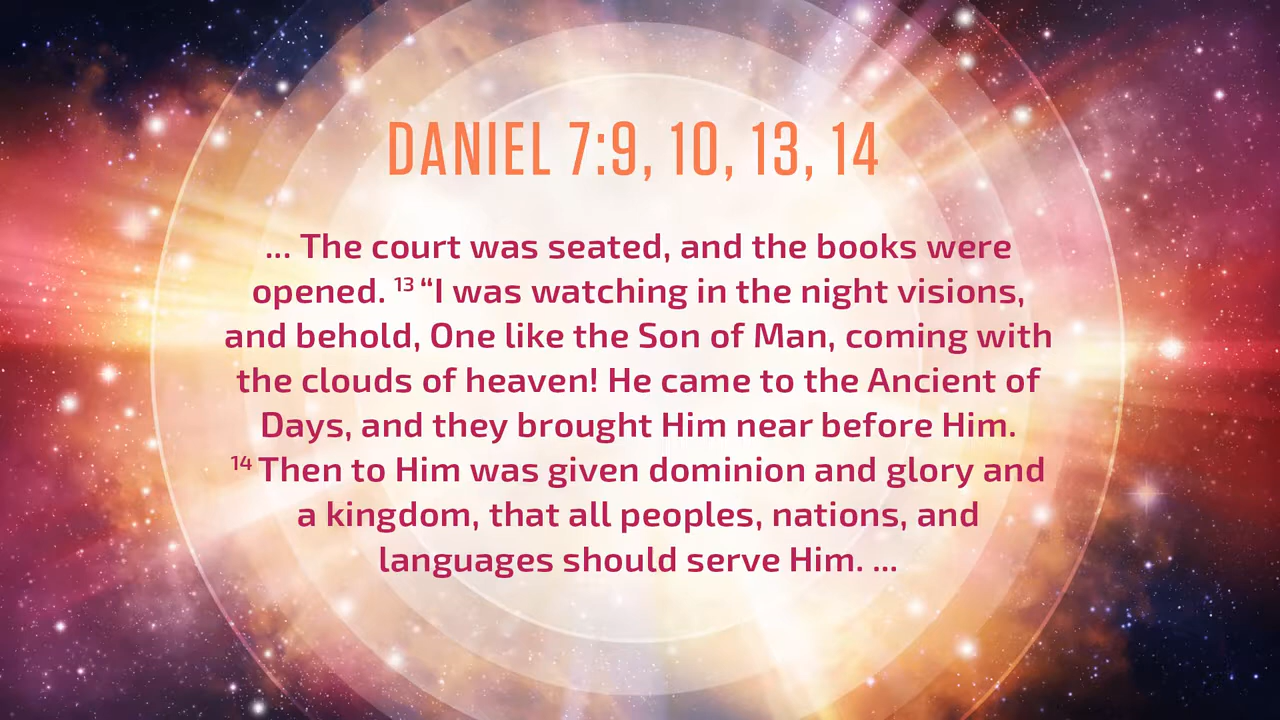 DANIEL 7:9, 10, 13, 14
... The court was seated, and the books were
opened. 13 “I was watching in the night visions,
and behold, One like the Son of Man, coming with
the clouds of heaven! He came to the Ancient of
Days, and they brought Him near before Him.
14 Then to Him was given dominion and glory and
a kingdom, that all peoples, nations, and
languages should serve Him. ...